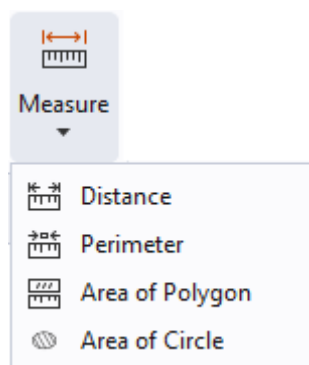 Measure
Distance
Perimeter
Area of Polygon
Area of Circle